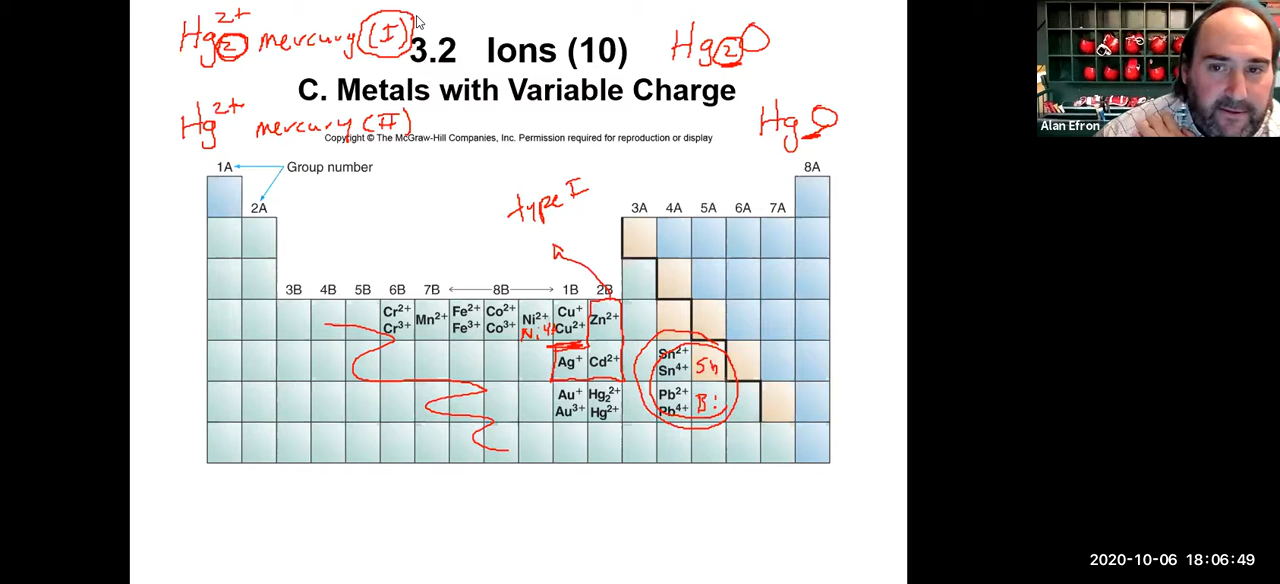 Hg₂²⁺ mercury (I)
Hg₂O
3.2 Ions (10)
C. Metals with Variable Charge
Hg²⁺ mercury (II)
HgO
Alan Efron
Copyright © The McGraw-Hill Companies, Inc. Permission required for reproduction or display
1A Group number 8A
type I
2A 3A 4A 5A 6A 7A
3B 4B 5B 6B 7B 8B 1B 2B
Cr²⁺ Mn²⁺ Fe²⁺ Co²⁺ Ni²⁺ Cu⁺ Zn²⁺
Cr³⁺ Fe³⁺ Co³⁺ Ni⁴⁺ Cu²⁺
Ag⁺ Cd²⁺ Sn²⁺
Sn⁴⁺ Sb
Au⁺ Hg₂²⁺ Pb²⁺
Au³⁺ Hg²⁺ Pb⁴⁺ Bi
2020-10-06 18:06:49